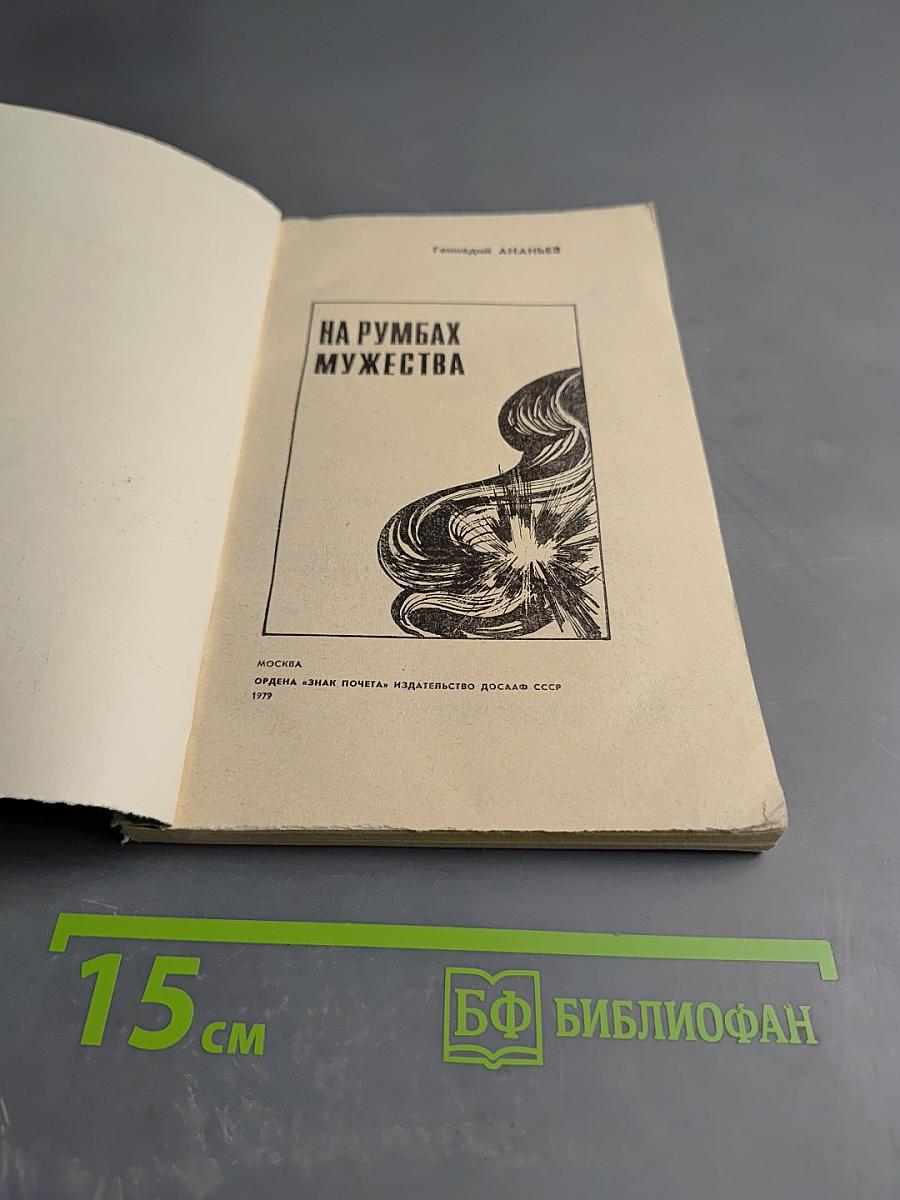 Геннадий АНАНЬЕВ
НА РУМБАХ
МУЖЕСТВА
МОСКВА
ОРДЕНА «ЗНАК ПОЧЕТА» ИЗДАТЕЛЬСТВО ДОСААФ СССР
1979
15 см
БФ БИБЛИОФАН